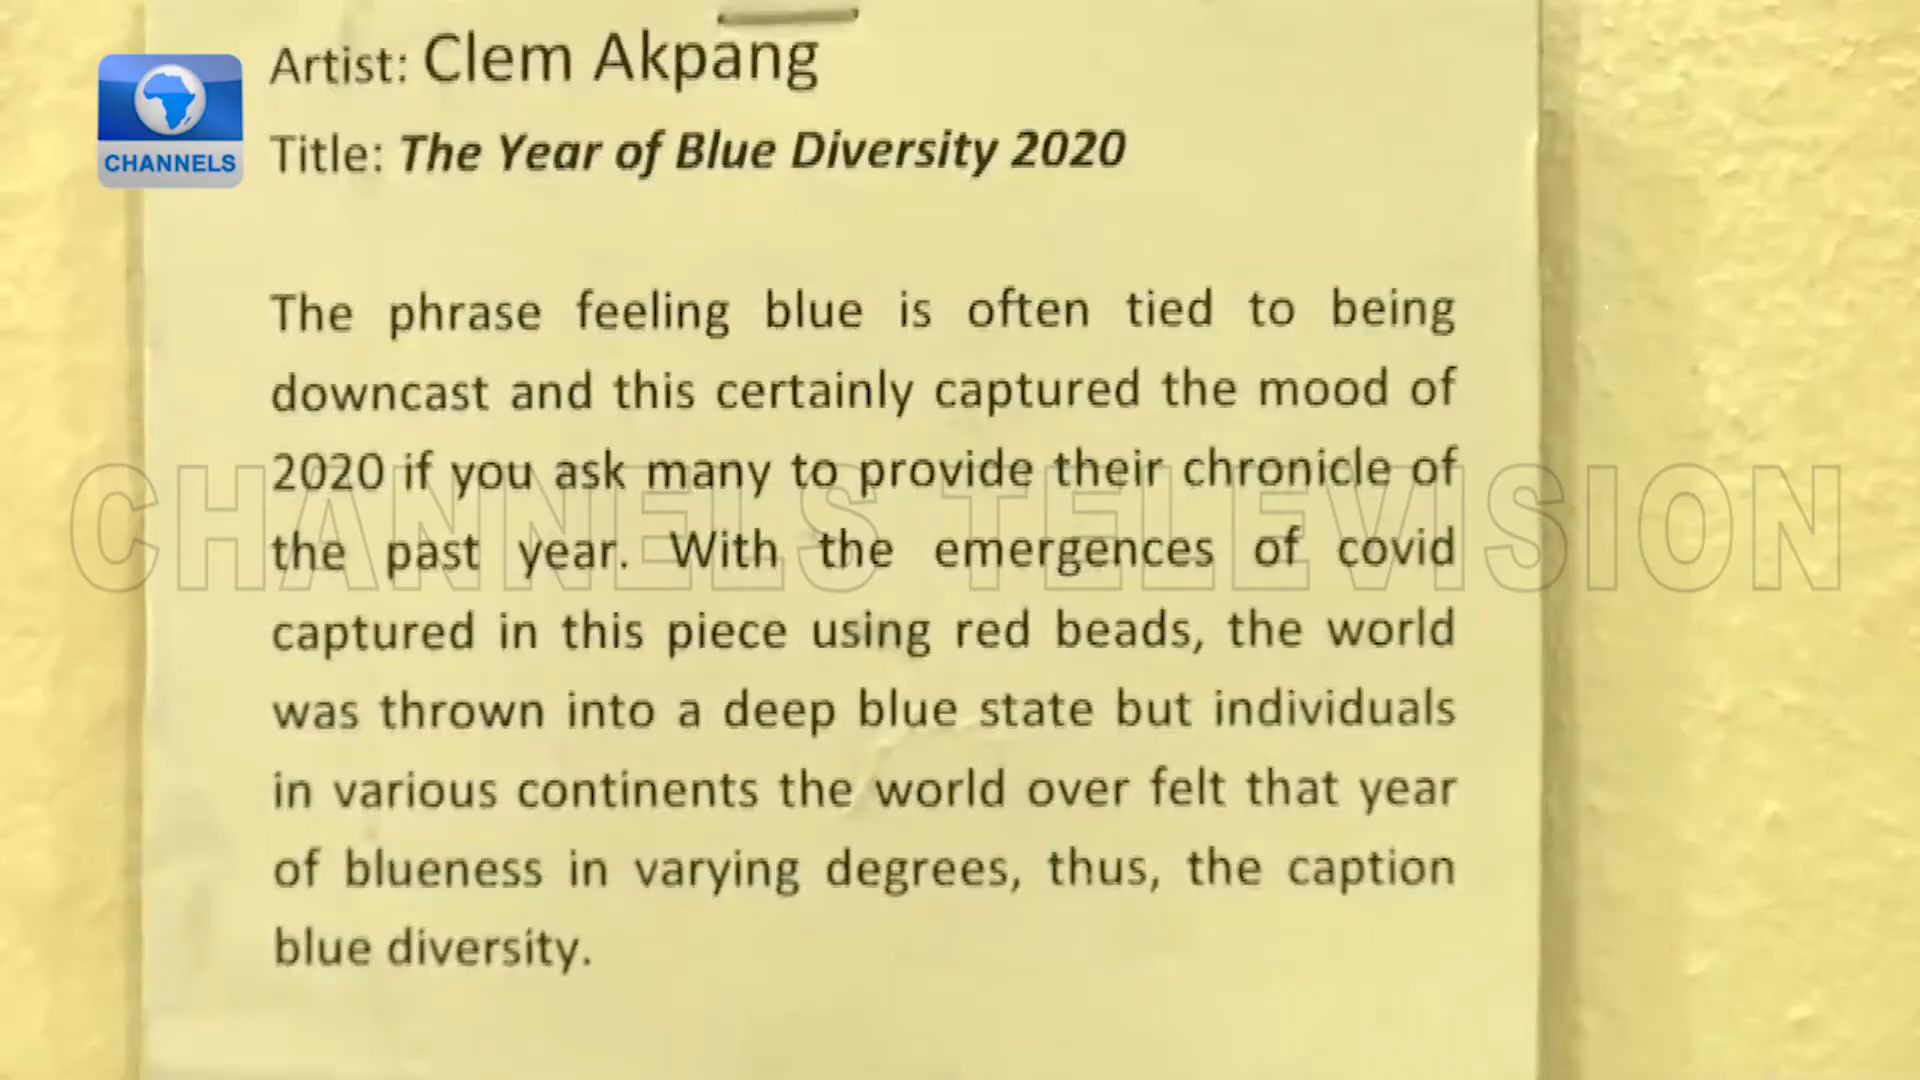 Artist: Clem Akpang
CHANNELS
Title: The Year of Blue Diversity 2020
The phrase feeling blue is often tied to being
downcast and this certainly captured the mood of
2020 if you ask many to provide their chronicle of
CHANNELS TELEVISION
the past year. With the emergences of covid
captured in this piece using red beads, the world
was thrown into a deep blue state but individuals
in various continents the world over felt that year
of blueness in varying degrees, thus, the caption
blue diversity.